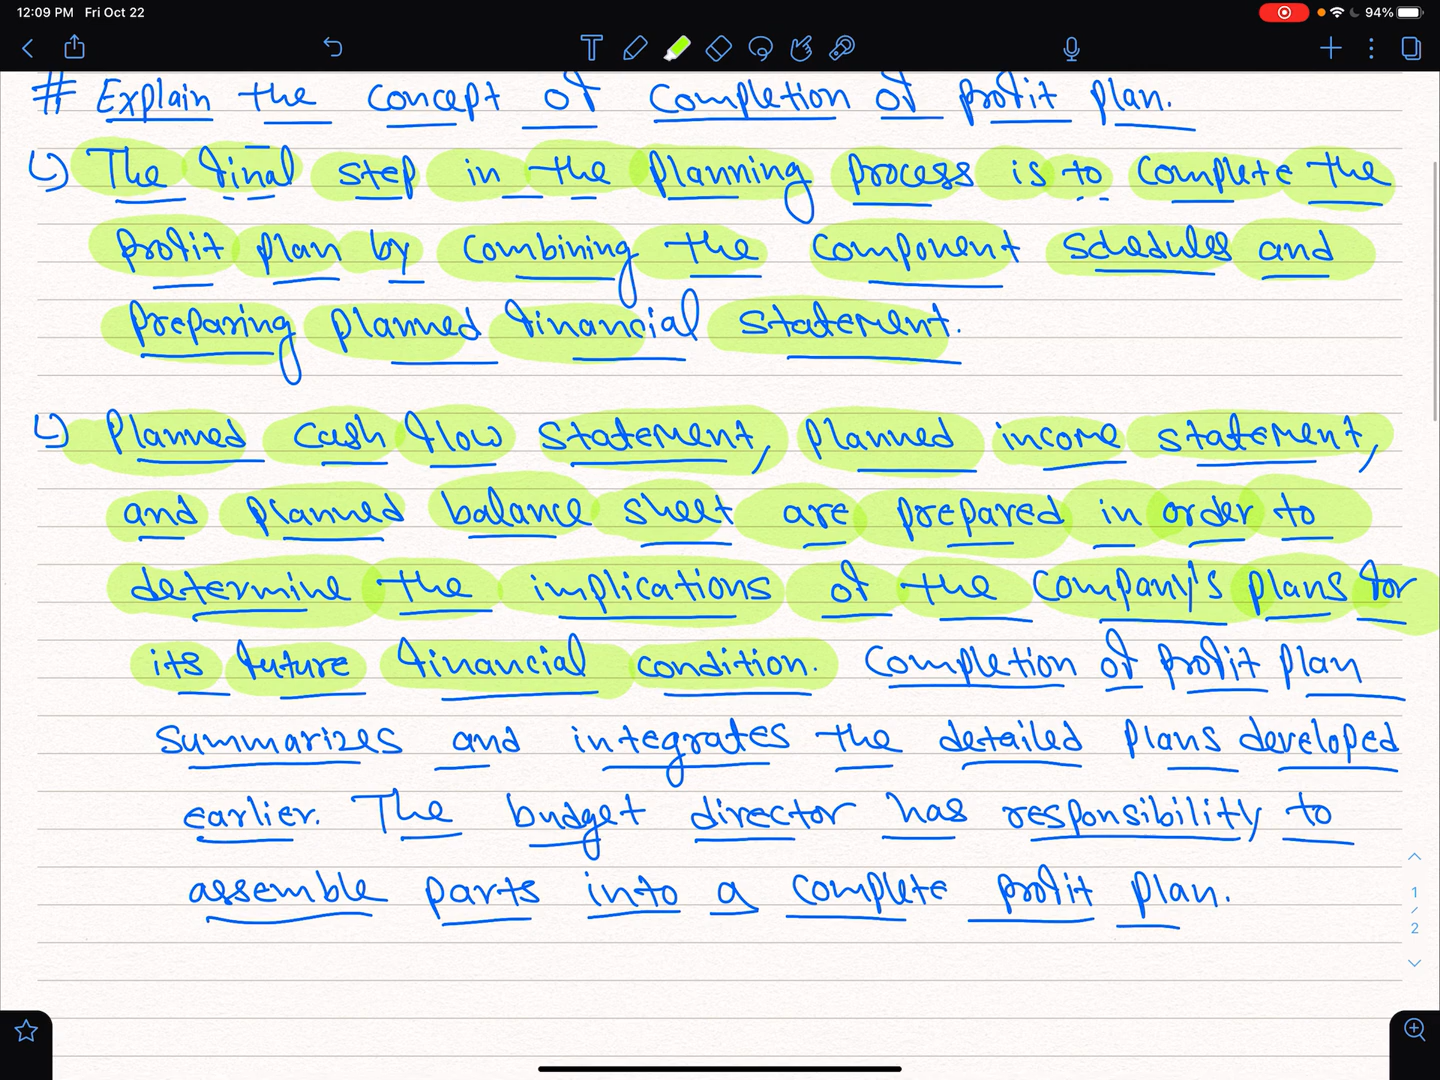 12:09 PM Fri Oct 22 94%
# Explain the concept of completion of profit plan.
The final step in the planning process is to complete the
profit plan by combining the component schedules and
preparing planned financial statement.
Planned cash flow statement, planned income statement,
and planned balance sheet are prepared in order to
determine the implications of the company's plans for
its future financial condition. Completion of profit plan
summarizes and integrates the detailed plans developed
earlier. The budget director has responsibility to
assemble parts into a complete profit plan.
1
/
2